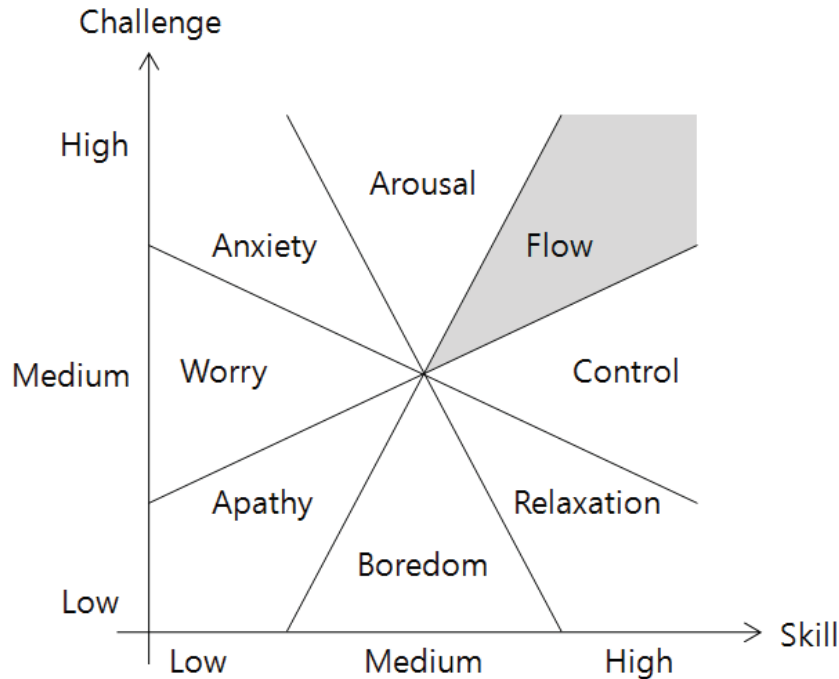 Challenge
High
Arousal
Anxiety
Flow
Medium
Worry
Control
Apathy
Relaxation
Boredom
Low
Skill
Low
Medium
High